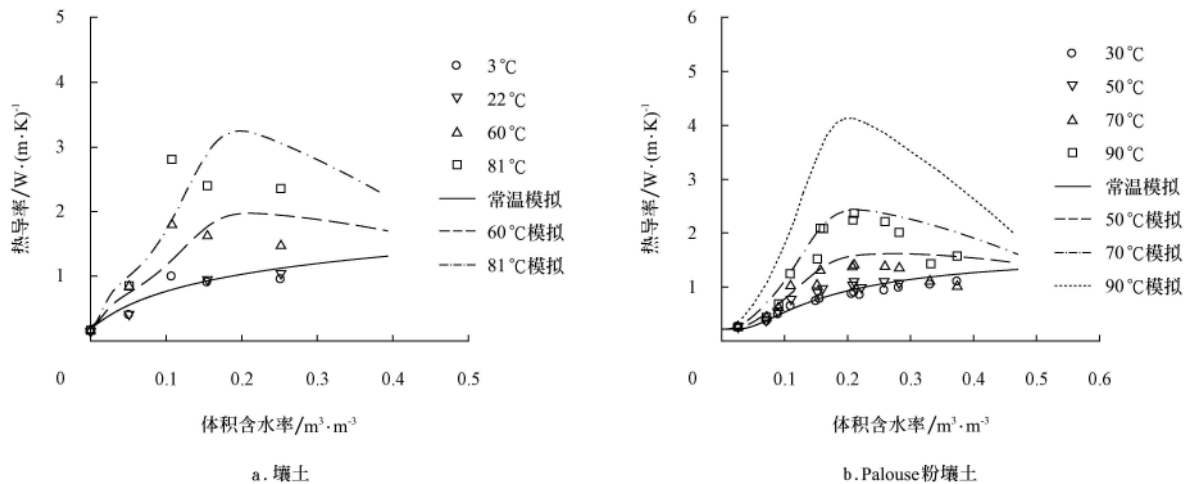 5
4
3
2
1
0
0.1
0.2
0.3
0.4
0.5
热导率/W·(m·K)⁻¹
体积含水率/m³·m⁻³
3℃
22℃
60℃
81℃
常温模拟
60℃模拟
81℃模拟
a.壤土
6
5
4
3
2
1
0
0.1
0.2
0.3
0.4
0.5
0.6
热导率/W·(m·K)⁻¹
体积含水率/m³·m⁻³
30℃
50℃
70℃
90℃
常温模拟
50℃模拟
70℃模拟
90℃模拟
b.Palouse粉壤土